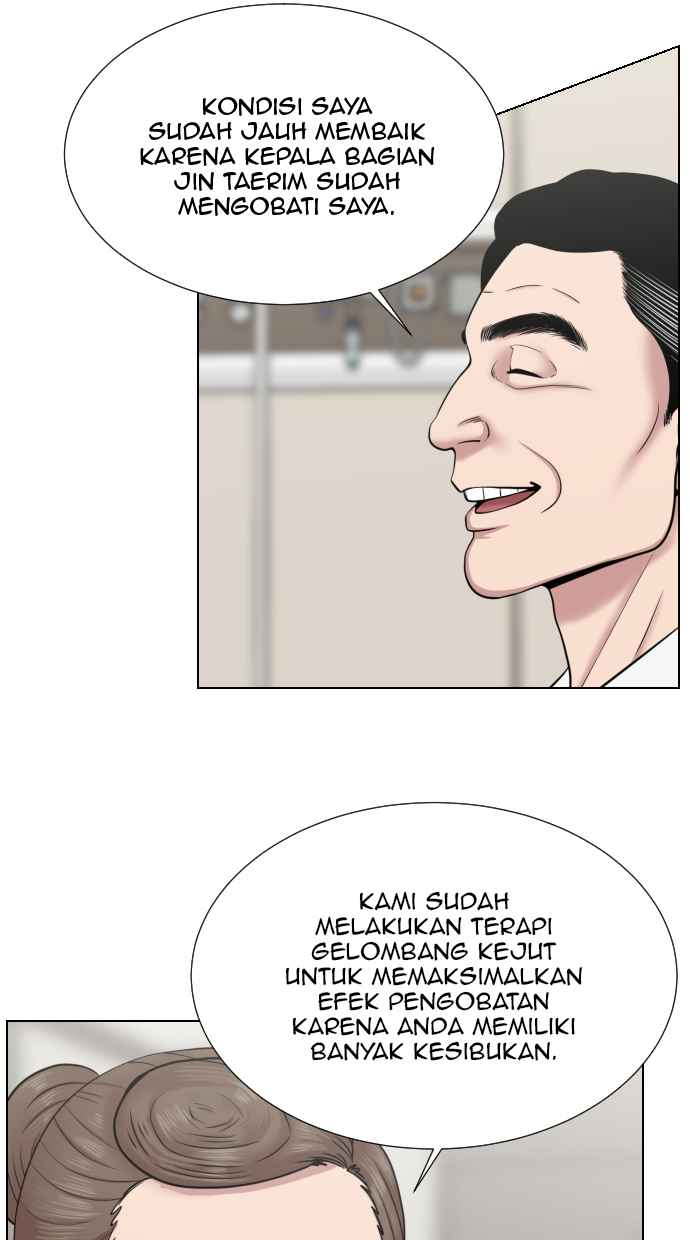 KONDISI SAYA
SUDAH JAUH MEMBAIK
KARENA KEPALA BAGIAN
JIN TAERIM SUDAH
MENGOBATI SAYA.
KAMI SUDAH
MELAKUKAN TERAPI
GELOMBANG KEJUT
UNTUK MEMAKSIMALKAN
EFEK PENGOBATAN
KARENA ANDA MEMILIKI
BANYAK KESIBUKAN.